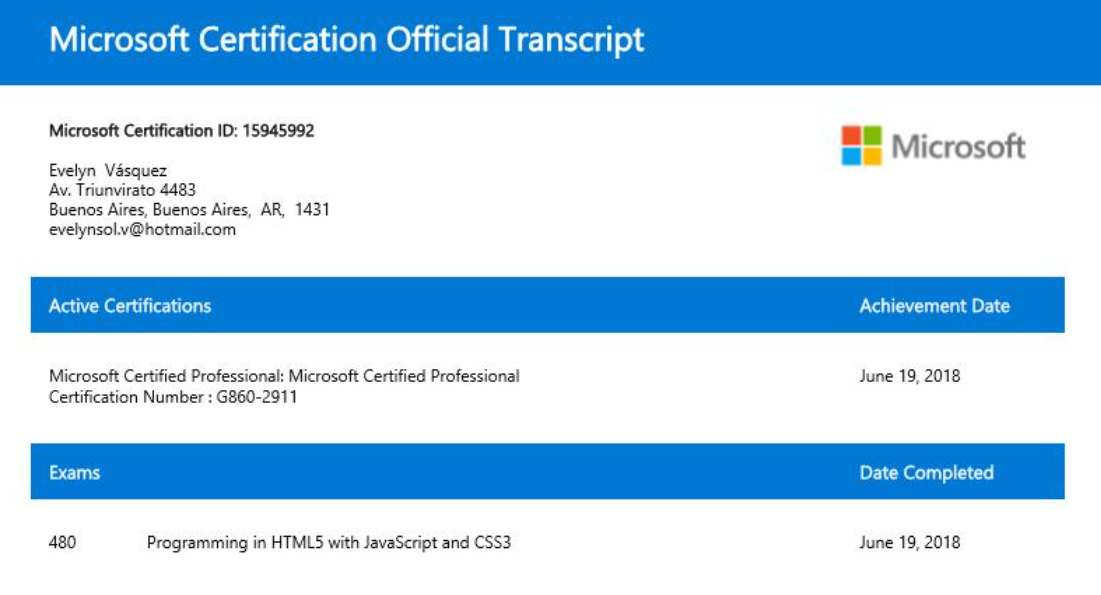 Microsoft Certification Official Transcript
Microsoft Certification ID: 15945992
Microsoft
Evelyn Vásquez
Av. Triunvirato 4483
Buenos Aires, Buenos Aires, AR, 1431
evelynsol.v@hotmail.com
Active Certifications Achievement Date
Microsoft Certified Professional: Microsoft Certified Professional June 19, 2018
Certification Number : G860-2911
Exams Date Completed
480 Programming in HTML5 with JavaScript and CSS3 June 19, 2018